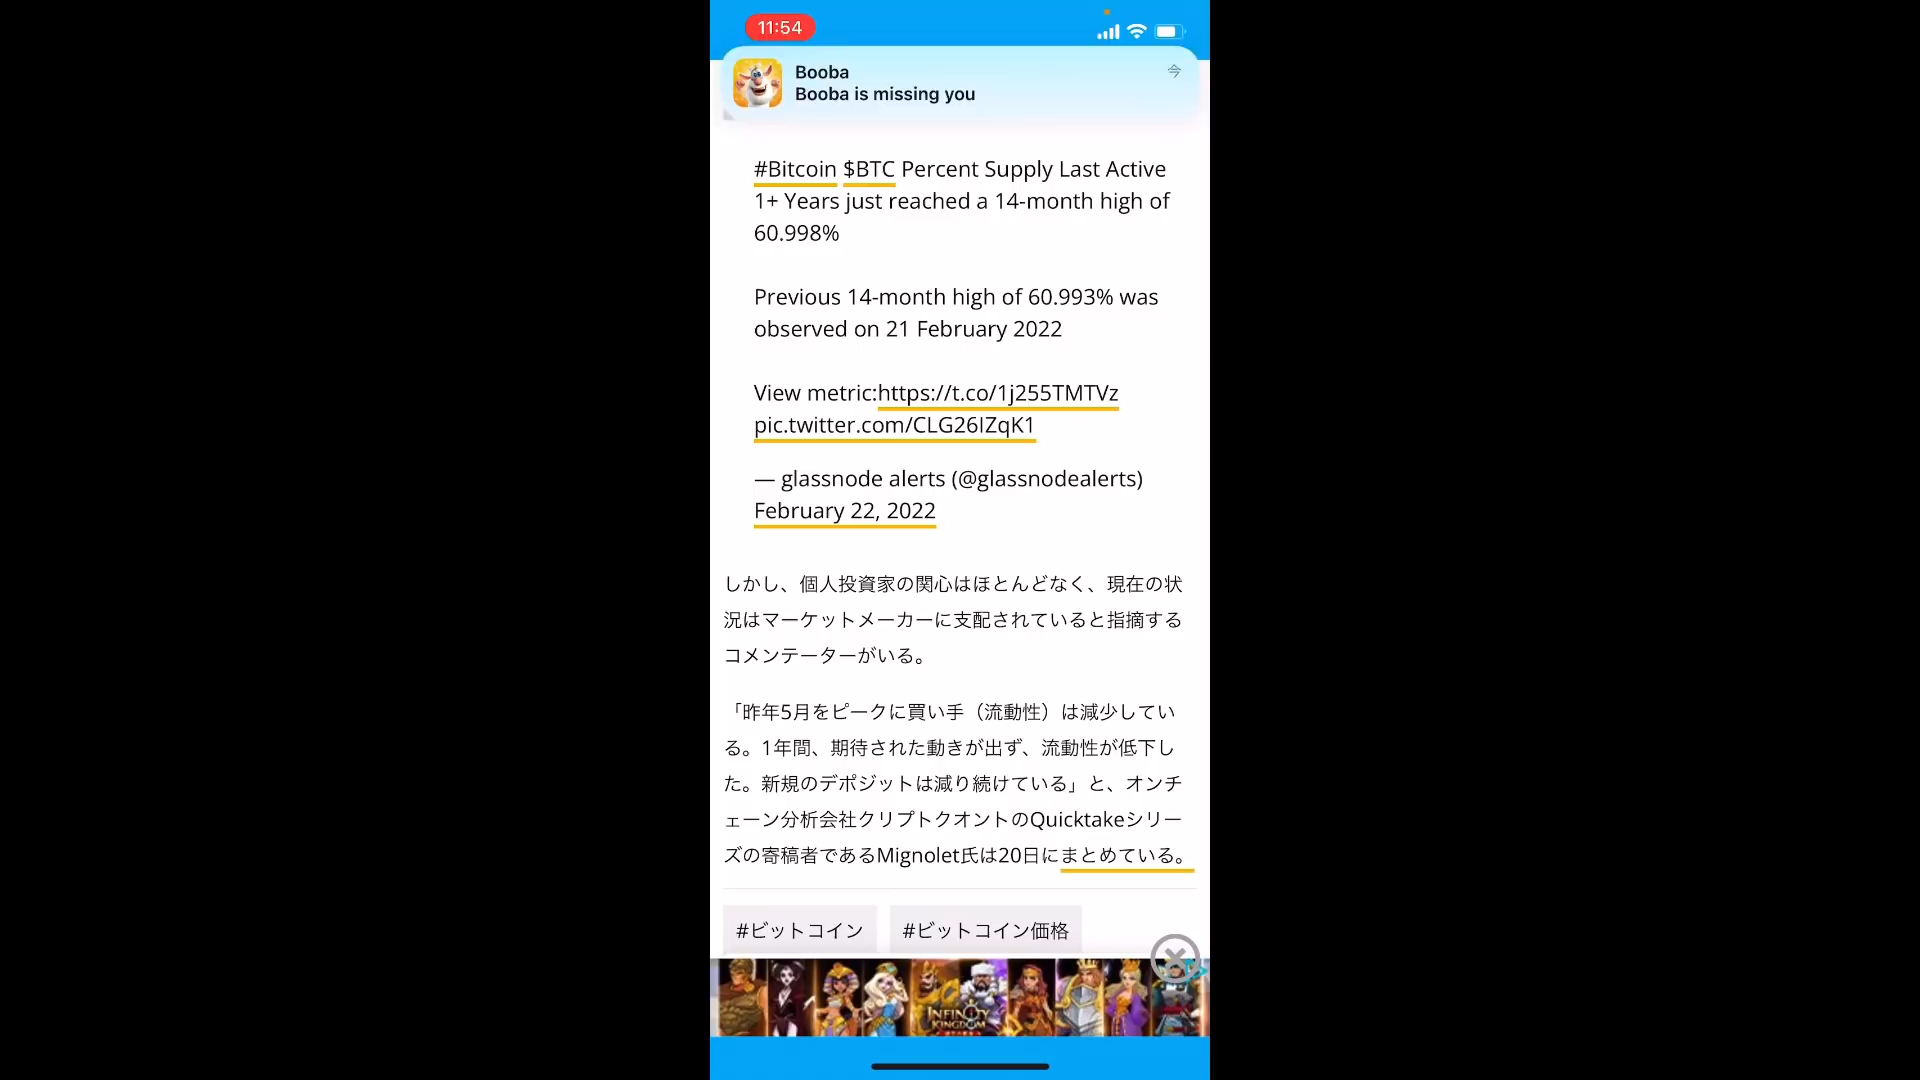 11:54
Booba
今
Booba is missing you
#Bitcoin $BTC Percent Supply Last Active
1+ Years just reached a 14-month high of
60.998%
Previous 14-month high of 60.993% was
observed on 21 February 2022
View metric:https://t.co/1j255TMTVz
pic.twitter.com/CLG26IZqK1
— glassnode alerts (@glassnodealerts)
February 22, 2022
しかし、個人投資家の関心はほとんどなく、現在の状
況はマーケットメーカーに支配されていると指摘する
コメンテーターがいる。
「昨年5月をピークに買い手（流動性）は減少してい
る。1年間、期待された動きが出ず、流動性が低下し
た。新規のデポジットは減り続けている」と、オンチ
ェーン分析会社クリプトクオントのQuicktakeシリー
ズの寄稿者であるMignolet氏は20日にまとめている。
#ビットコイン #ビットコイン価格
INFINITY
KINGDOM